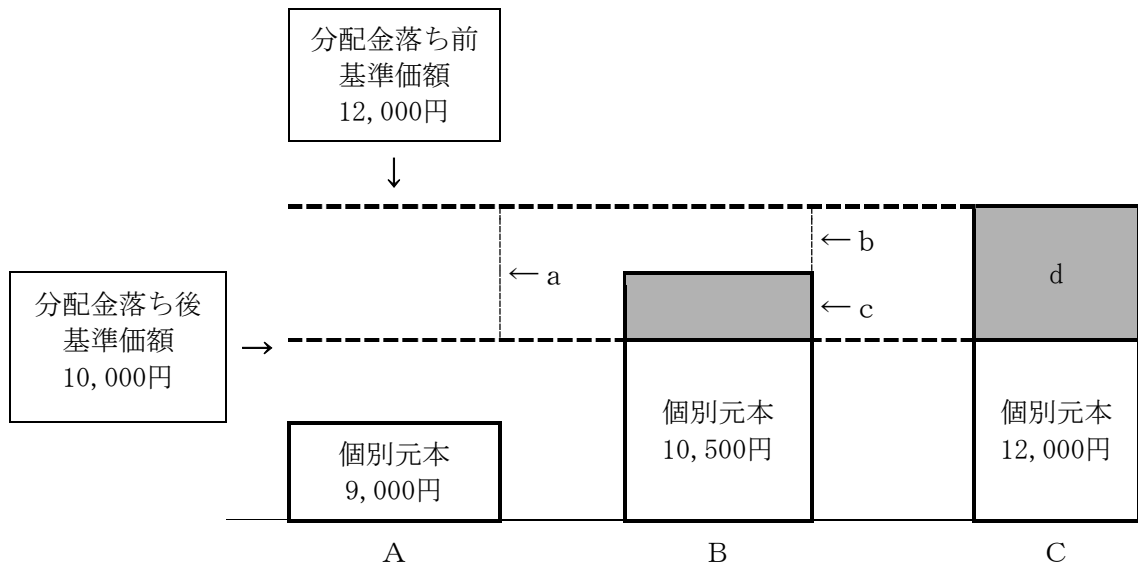 分配金落ち前
基準価額
12,000円
↓
← b
← a
d
分配金落ち後
基準価額
10,000円
→
← c
個別元本
10,500円
個別元本
12,000円
個別元本
9,000円
A
B
C